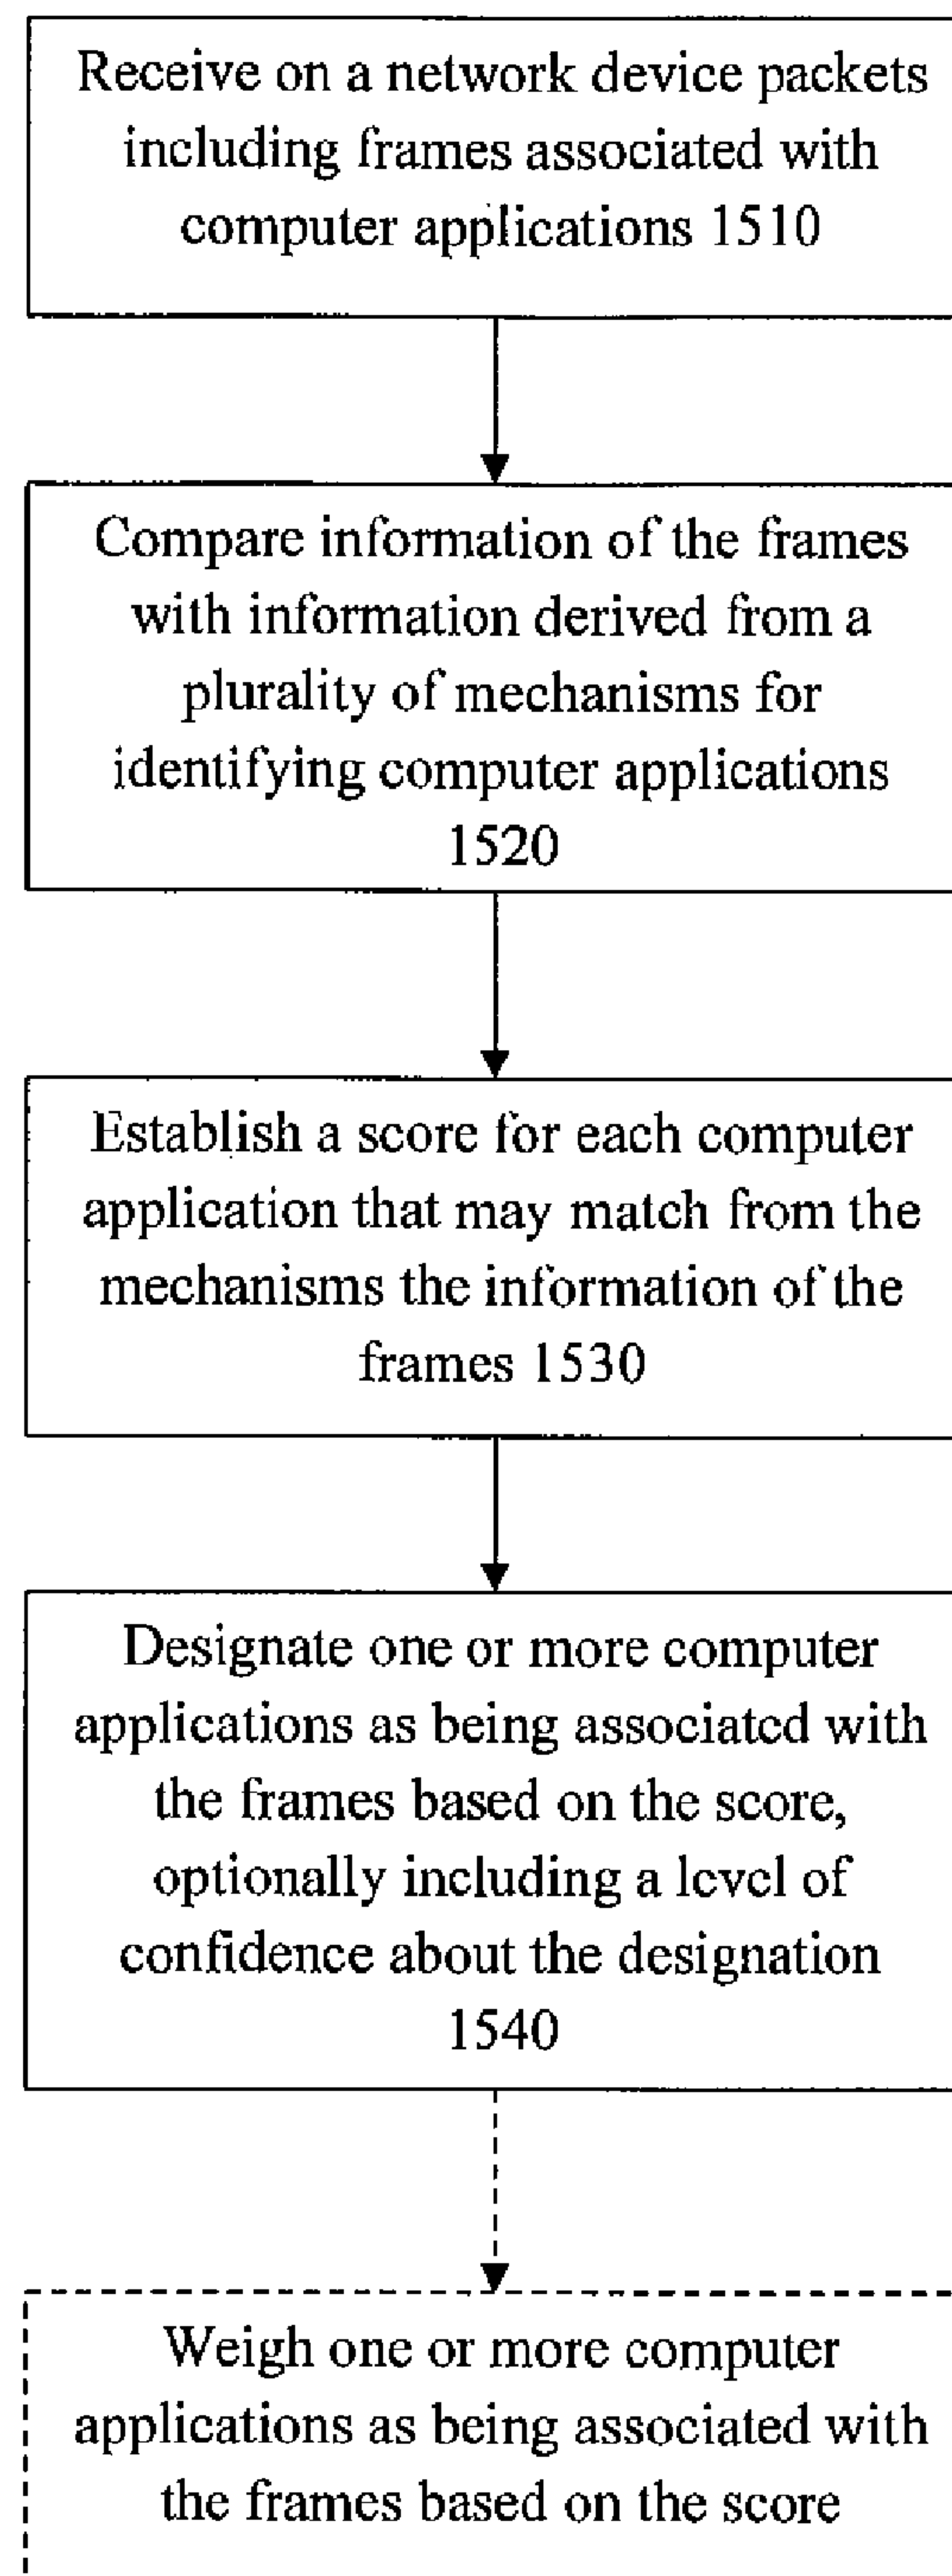 Receive on a network device packets
including frames associated with
computer applications 1510
Compare information of the frames
with information derived from a
plurality of mechanisms for
identifying computer applications
1520
Establish a score for each computer
application that may match from the
mechanisms the information of the
frames 1530
Designate one or more computer
applications as being associated with
the frames based on the score,
optionally including a level of
confidence about the designation
1540
Weigh one or more computer
applications as being associated with
the frames based on the score